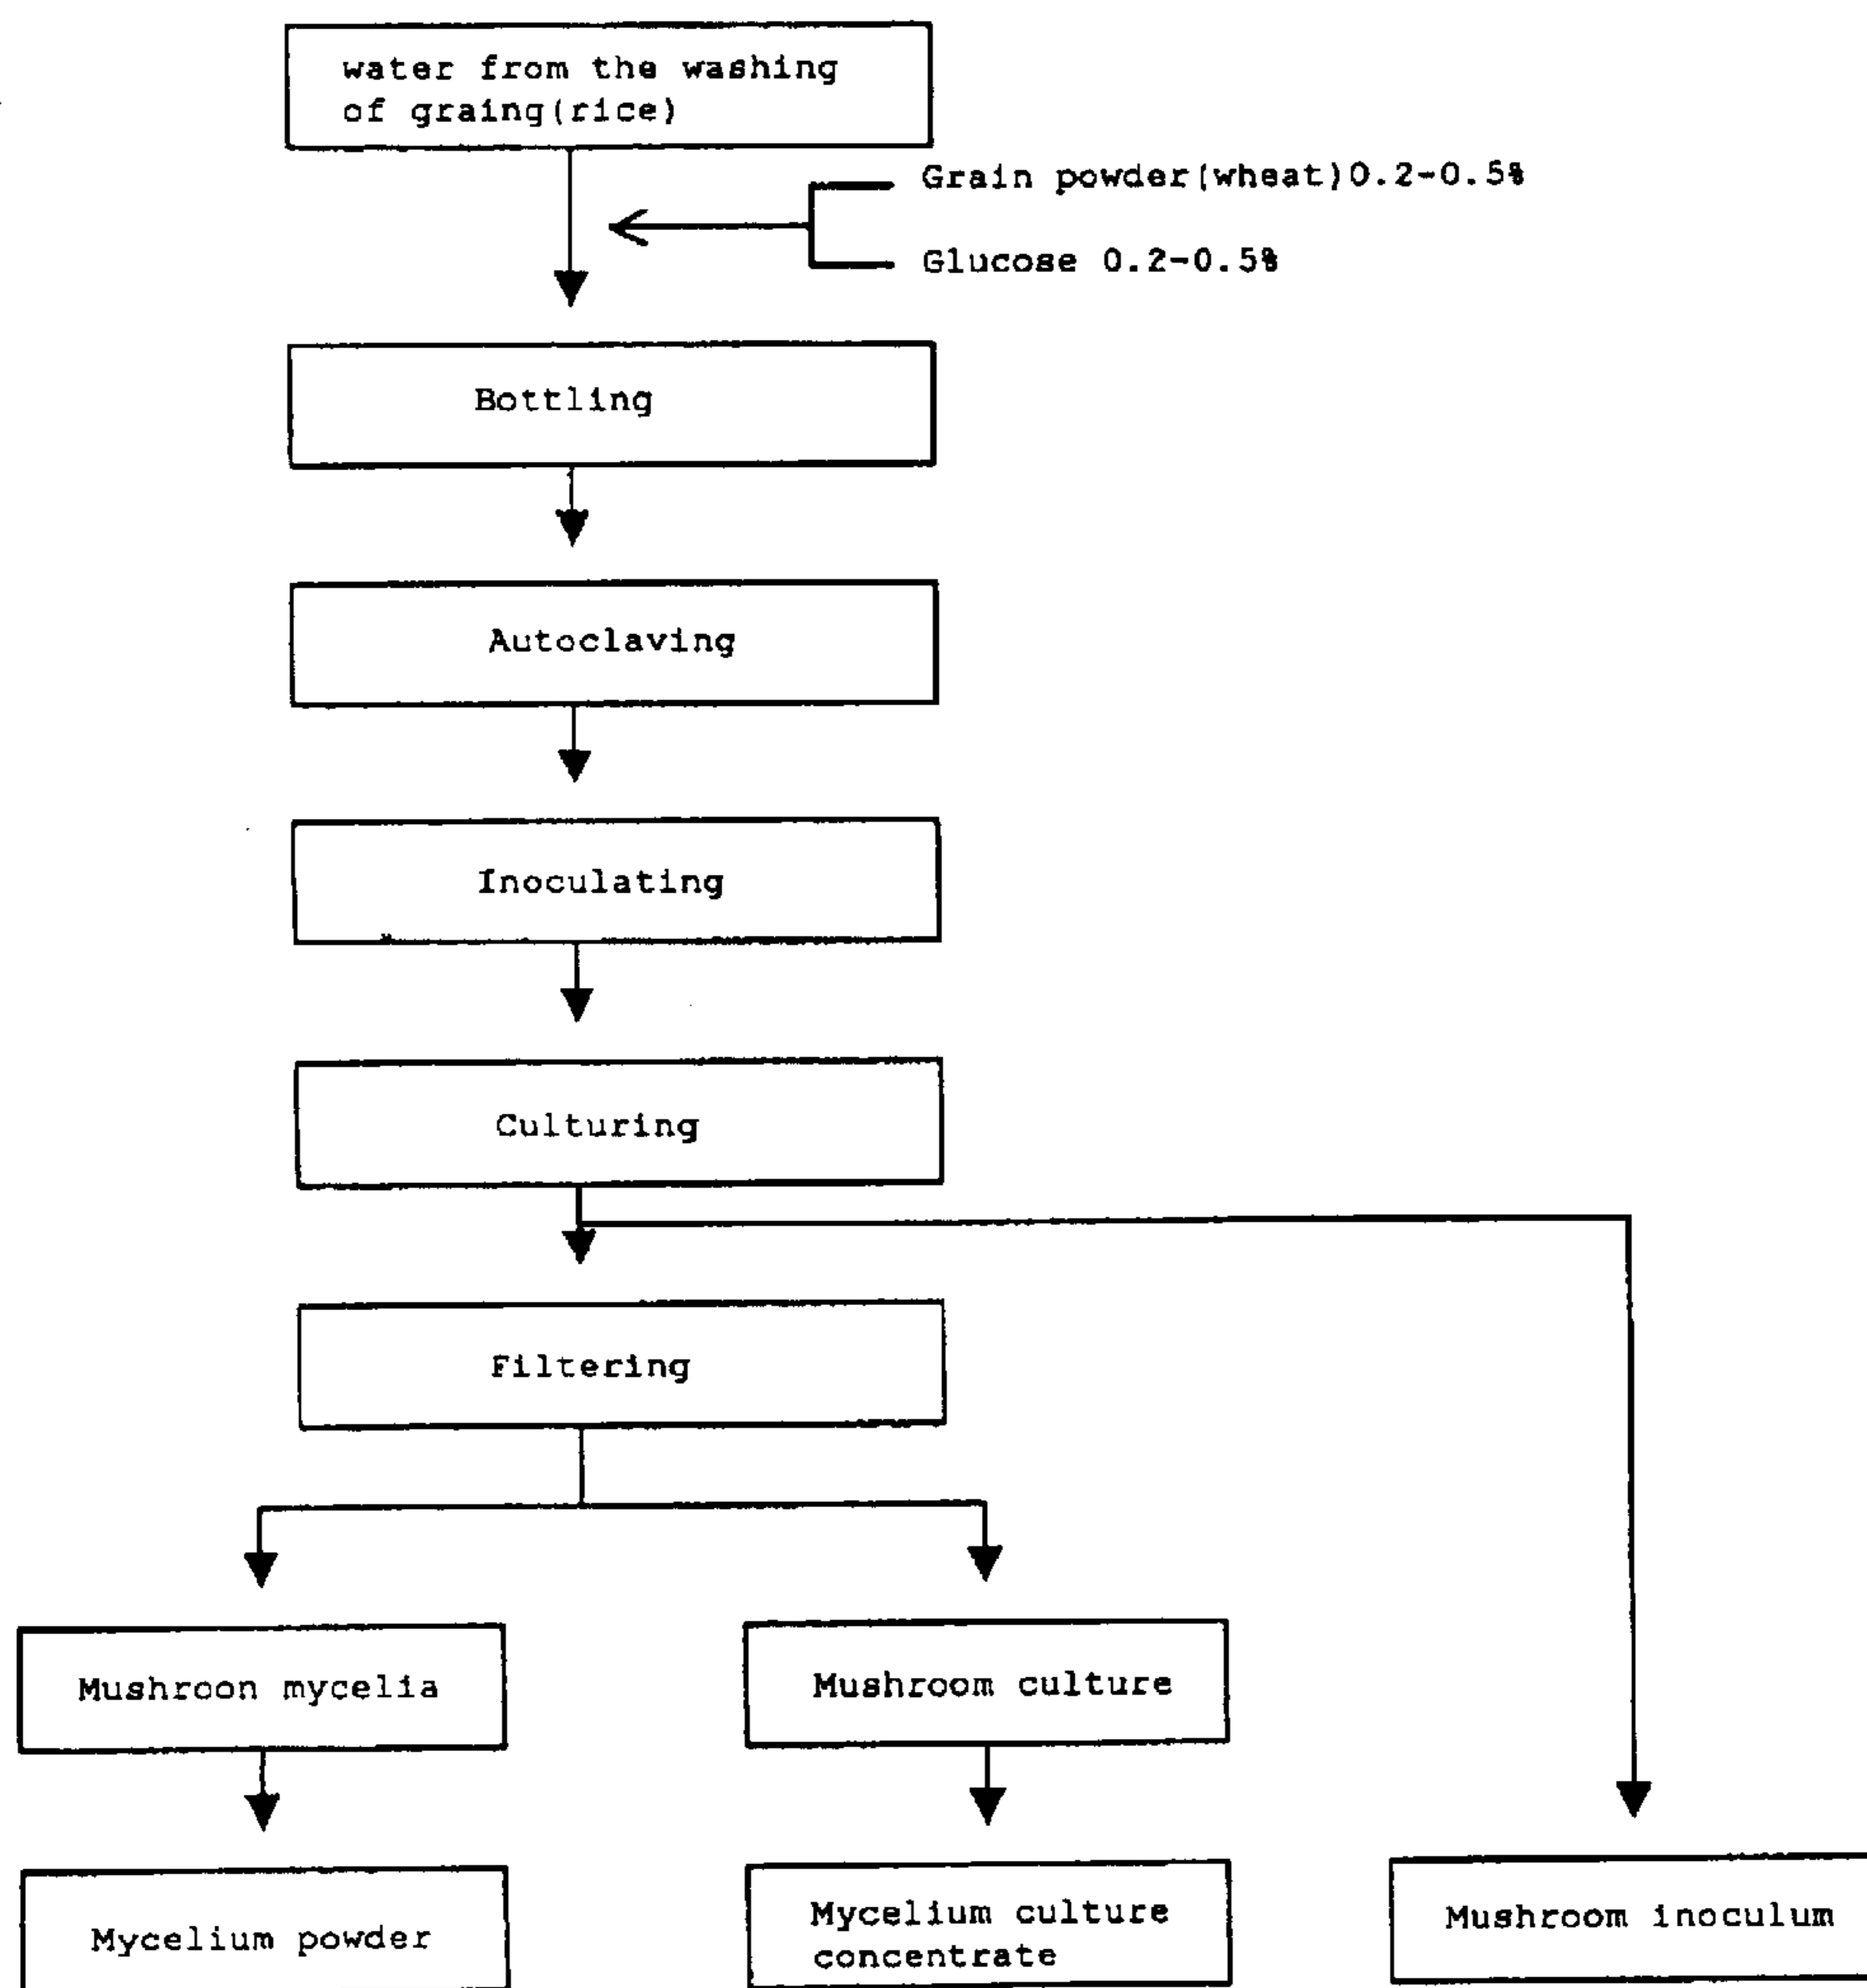 water from the washing
of graing(rice)
Grain powder(wheat)0.2-0.5%
Glucose 0.2-0.5%
Bottling
Autoclaving
Inoculating
Culturing
Filtering
Mushroon mycelia
Mushroom culture
Mycelium powder
Mycelium culture
concentrate
Mushroom inoculum